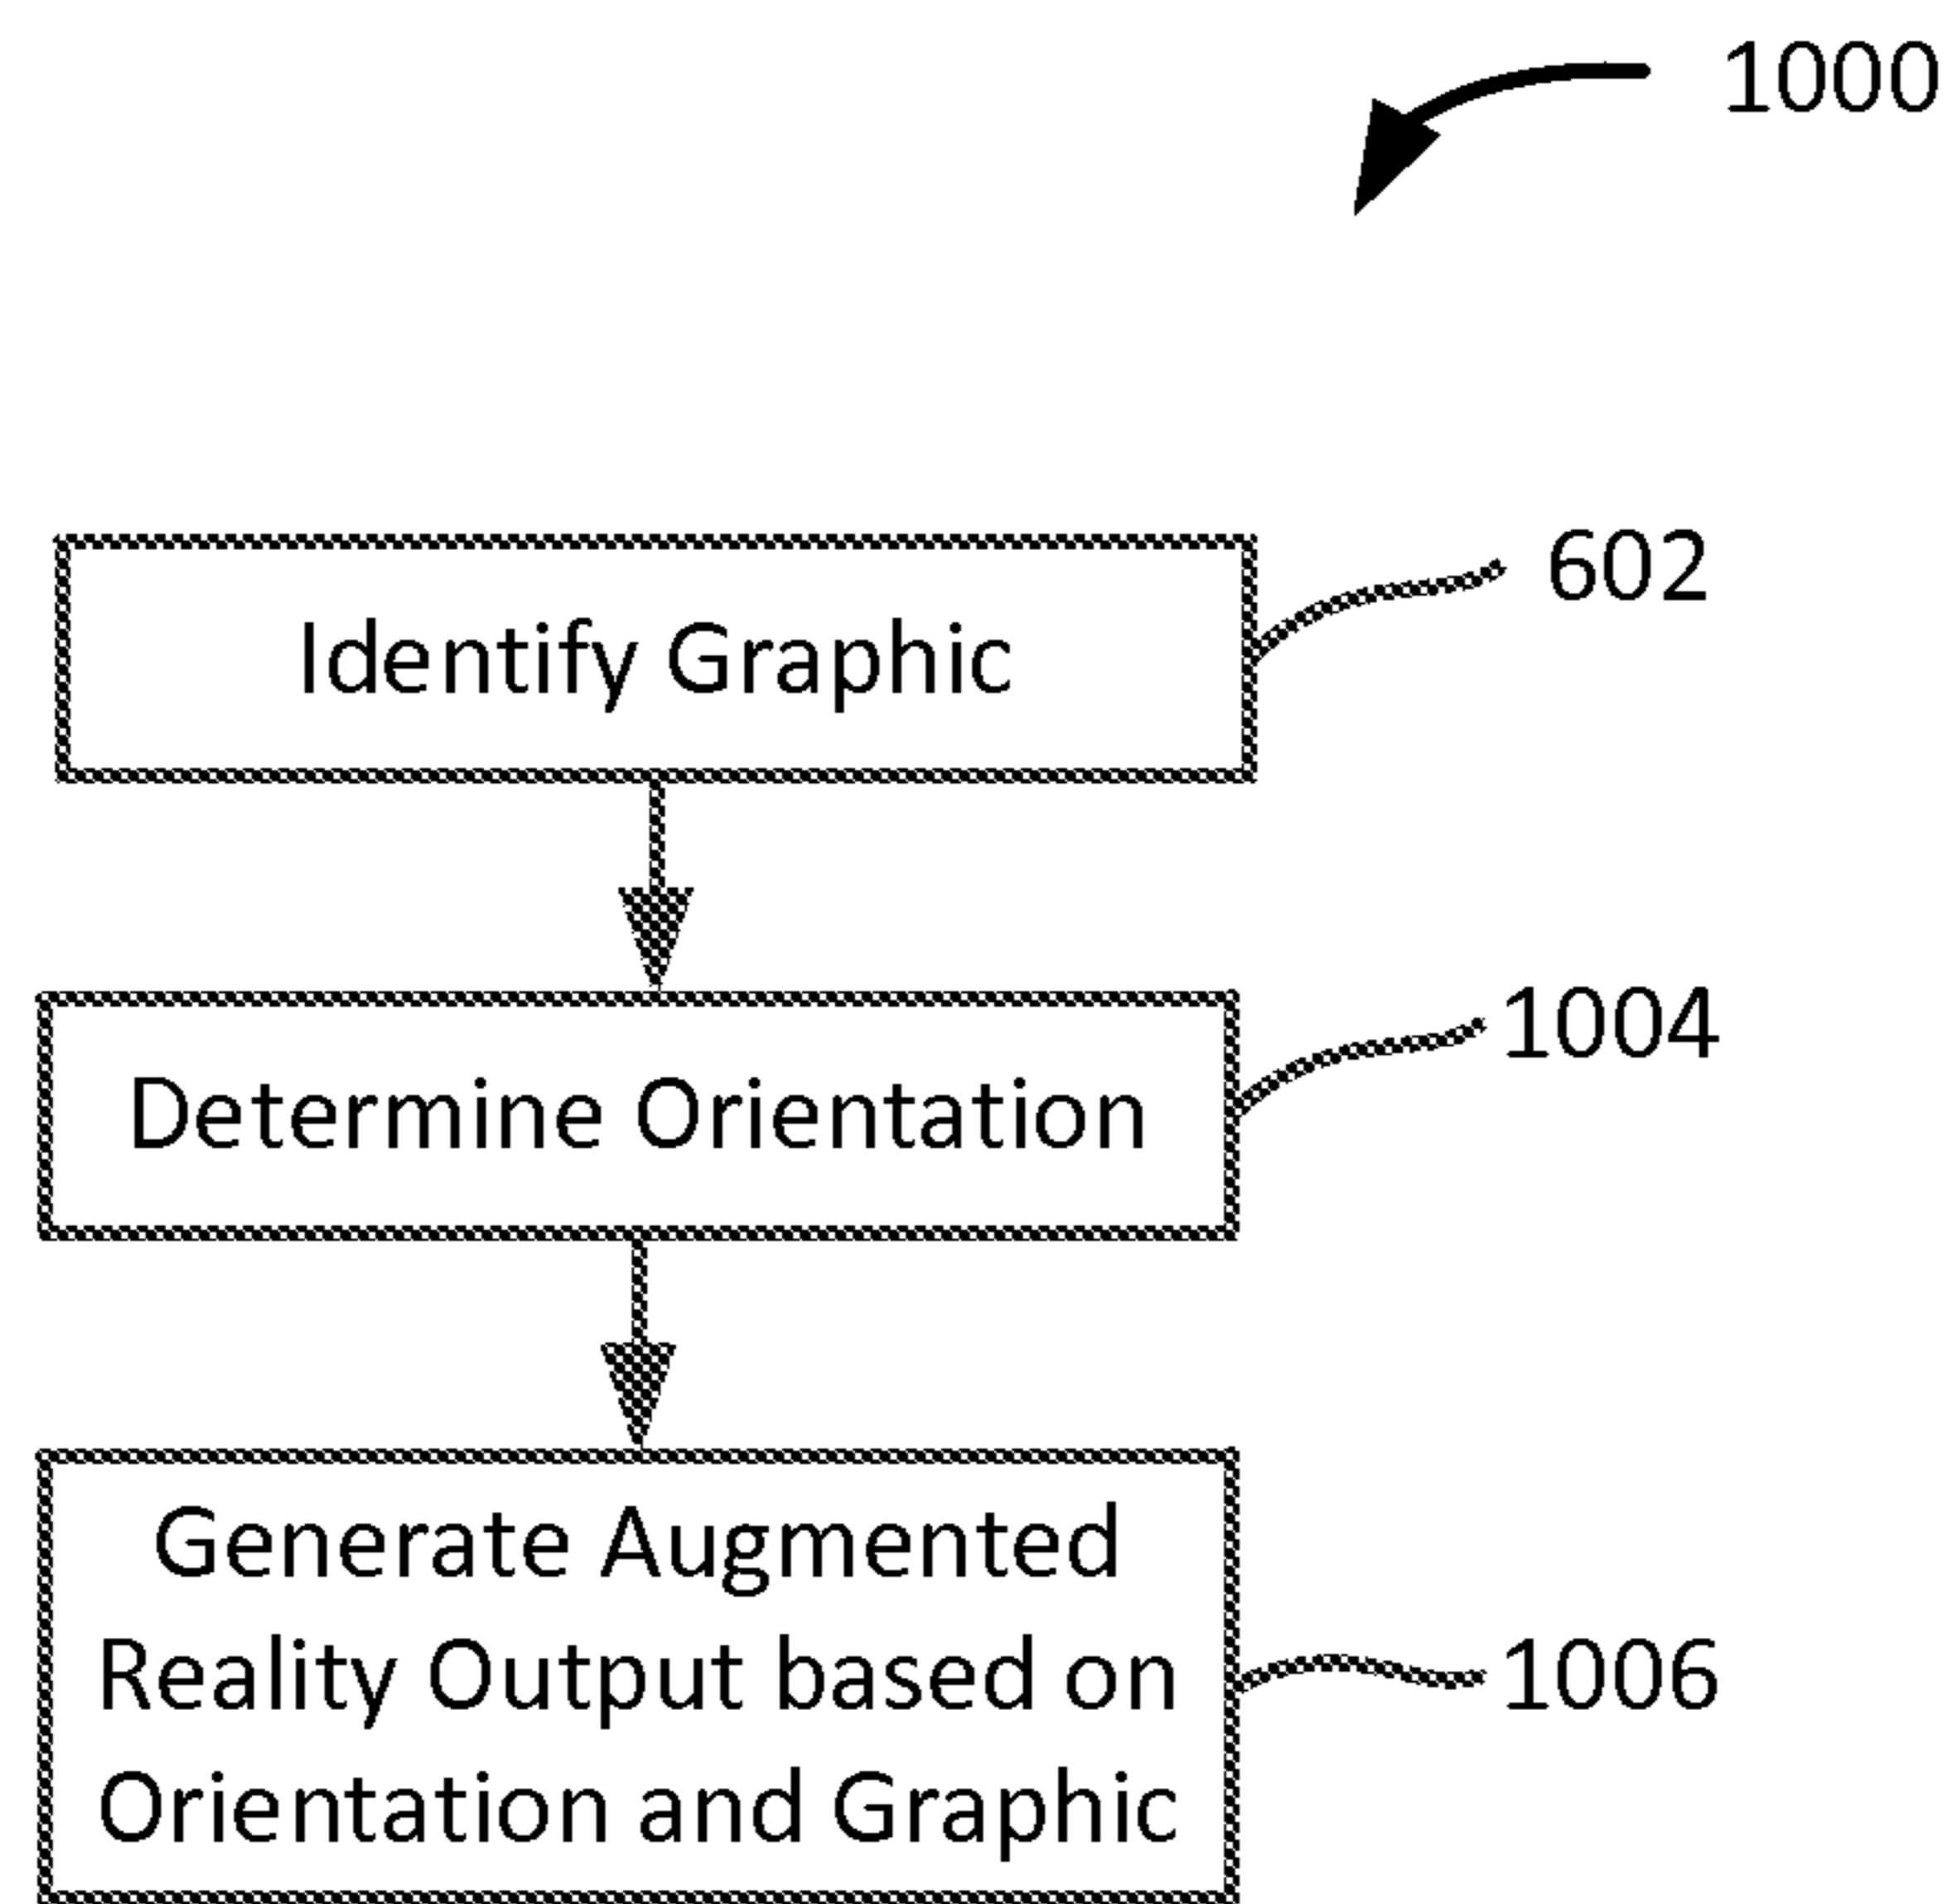 1000
Identify Graphic
602
Determine Orientation
1004
Generate Augmented
Reality Output based on
Orientation and Graphic
1006